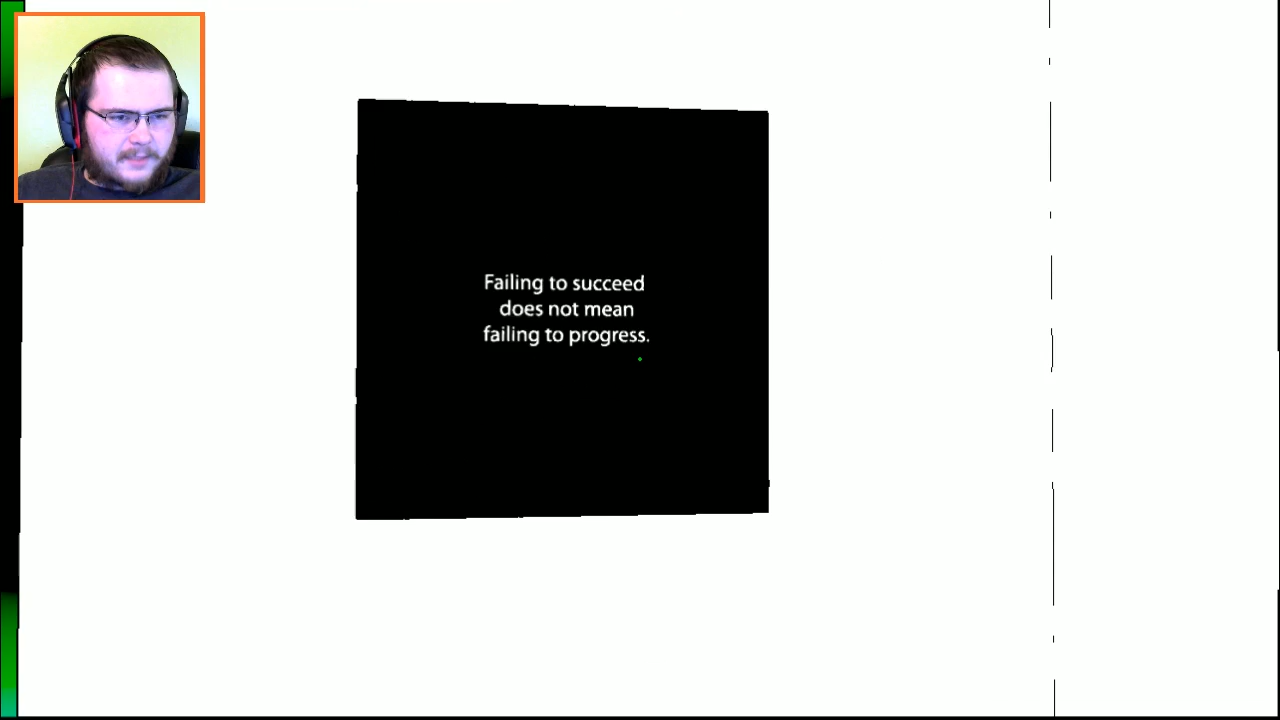 Failing to succeed
does not mean
failing to progress.